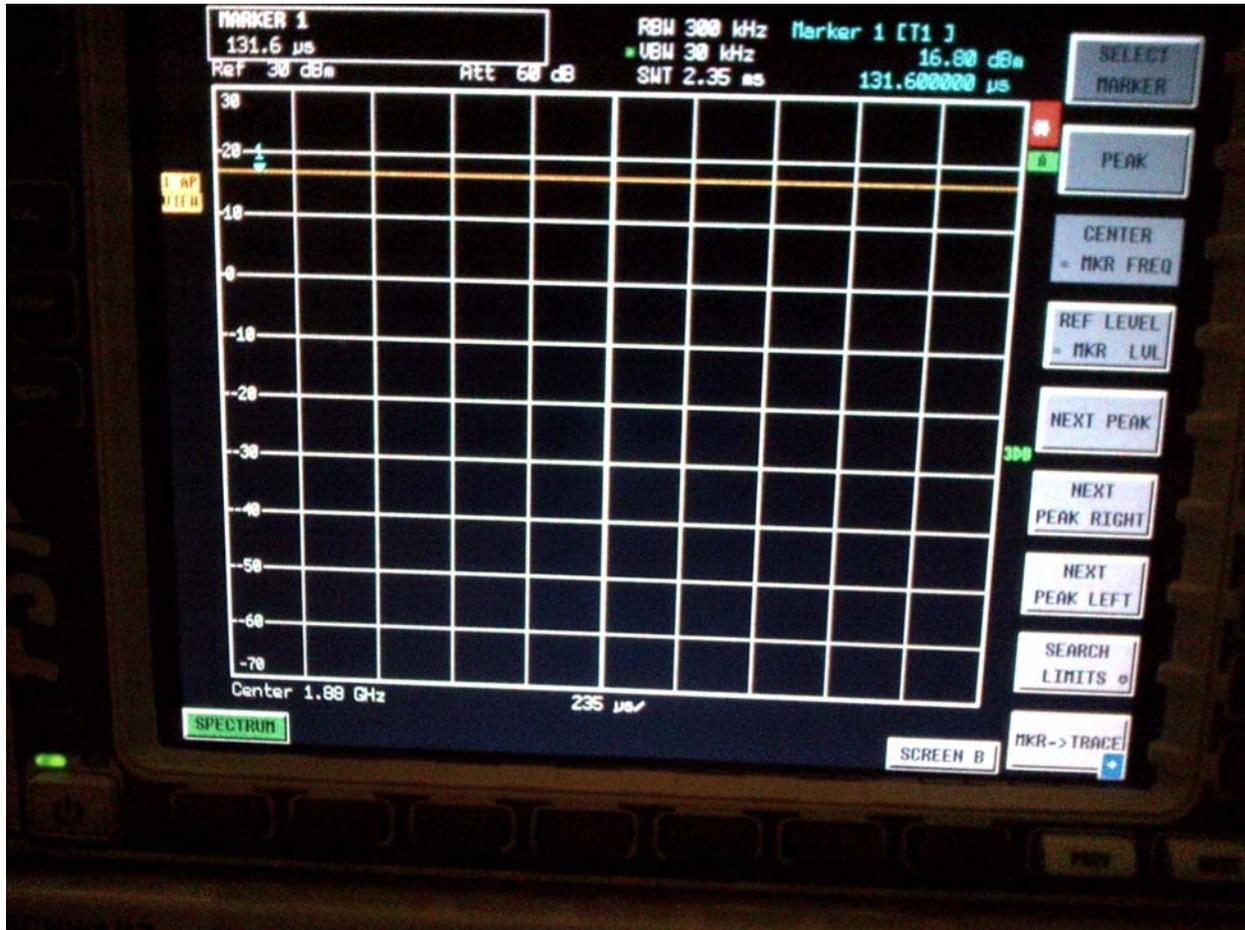 MARKER 1
131.6 µs
Ref 30 dBm
Att 60 dB
RBW 300 kHz
VBW 30 kHz
SWT 2.35 ms
Marker 1 [T1 ]
16.80 dBm
131.600000 µs
30
20
1
10
0
-10
-20
-30
-40
-50
-60
-70
1 AP
VIEW
A
3DB
Center 1.88 GHz
235 µs/
SPECTRUM
SCREEN B
SELECT
MARKER
PEAK
CENTER
= MKR FREQ
REF LEVEL
= MKR LVL
NEXT PEAK
NEXT
PEAK RIGHT
NEXT
PEAK LEFT
SEARCH
LIMITS
MKR->TRACE
PREV